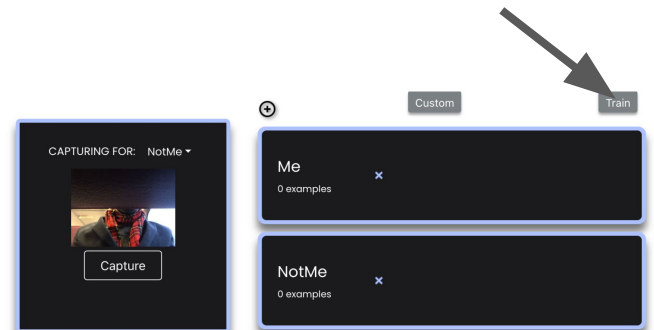 Custom
Train
CAPTURING FOR: NotMe
Capture
Me
0 examples
NotMe
0 examples